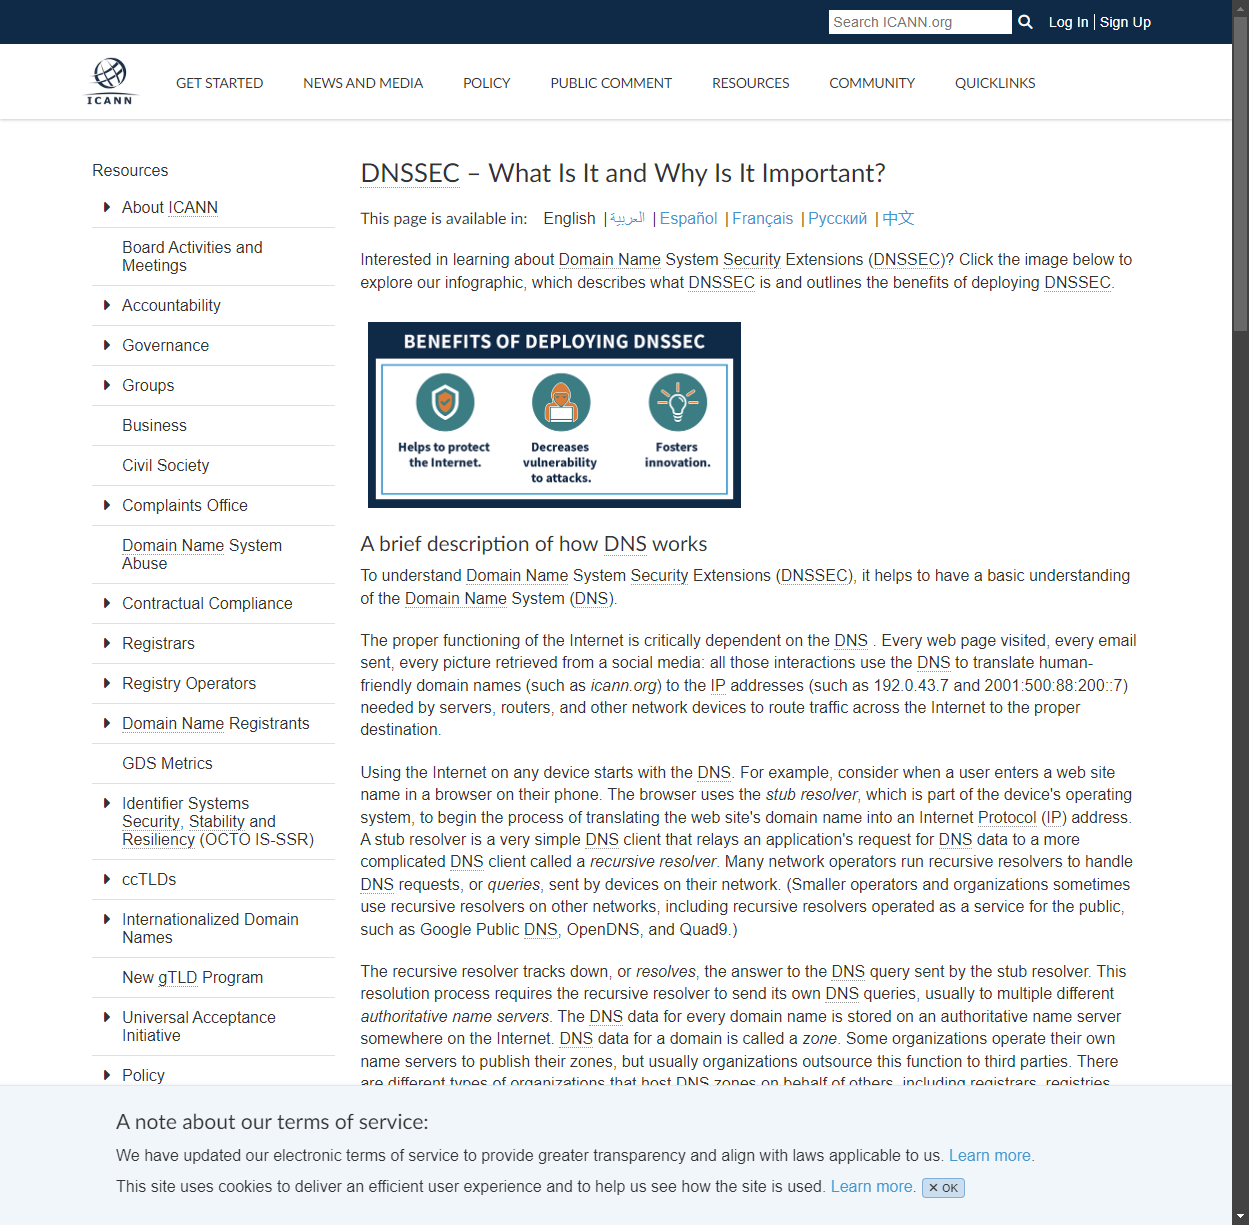 Search ICANN.org
Log In | Sign Up
ICANN
GET STARTED
NEWS AND MEDIA
POLICY
PUBLIC COMMENT
RESOURCES
COMMUNITY
QUICKLINKS
Resources
About ICANN
Board Activities and
Meetings
Accountability
Governance
Groups
Business
Civil Society
Complaints Office
Domain Name System
Abuse
Contractual Compliance
Registrars
Registry Operators
Domain Name Registrants
GDS Metrics
Identifier Systems
Security, Stability and
Resiliency (OCTO IS-SSR)
ccTLDs
Internationalized Domain
Names
New gTLD Program
Universal Acceptance
Initiative
Policy
DNSSEC – What Is It and Why Is It Important?
This page is available in: English | العربية | Español | Français | Русский | 中文
Interested in learning about Domain Name System Security Extensions (DNSSEC)? Click the image below to
explore our infographic, which describes what DNSSEC is and outlines the benefits of deploying DNSSEC.
BENEFITS OF DEPLOYING DNSSEC
Helps to protect
the Internet.
Decreases
vulnerability
to attacks.
Fosters
innovation.
A brief description of how DNS works
To understand Domain Name System Security Extensions (DNSSEC), it helps to have a basic understanding
of the Domain Name System (DNS).
The proper functioning of the Internet is critically dependent on the DNS . Every web page visited, every email
sent, every picture retrieved from a social media: all those interactions use the DNS to translate human-
friendly domain names (such as icann.org) to the IP addresses (such as 192.0.43.7 and 2001:500:88:200::7)
needed by servers, routers, and other network devices to route traffic across the Internet to the proper
destination.
Using the Internet on any device starts with the DNS. For example, consider when a user enters a web site
name in a browser on their phone. The browser uses the stub resolver, which is part of the device's operating
system, to begin the process of translating the web site's domain name into an Internet Protocol (IP) address.
A stub resolver is a very simple DNS client that relays an application's request for DNS data to a more
complicated DNS client called a recursive resolver. Many network operators run recursive resolvers to handle
DNS requests, or queries, sent by devices on their network. (Smaller operators and organizations sometimes
use recursive resolvers on other networks, including recursive resolvers operated as a service for the public,
such as Google Public DNS, OpenDNS, and Quad9.)
The recursive resolver tracks down, or resolves, the answer to the DNS query sent by the stub resolver. This
resolution process requires the recursive resolver to send its own DNS queries, usually to multiple different
authoritative name servers. The DNS data for every domain name is stored on an authoritative name server
somewhere on the Internet. DNS data for a domain is called a zone. Some organizations operate their own
name servers to publish their zones, but usually organizations outsource this function to third parties. There
are different types of organizations that host DNS zones on behalf of others, including registrars, registries,
A note about our terms of service:
We have updated our electronic terms of service to provide greater transparency and align with laws applicable to us. Learn more.
This site uses cookies to deliver an efficient user experience and to help us see how the site is used. Learn more. ✕ OK